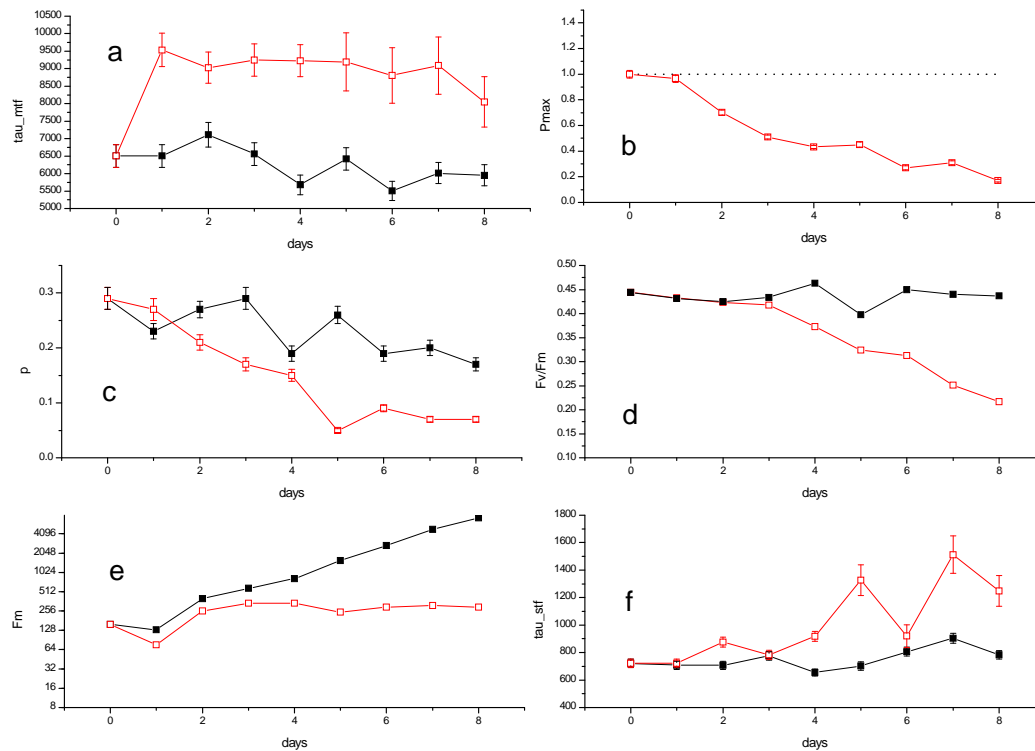 10500
10000
9500
9000
8500
8000
7500
7000
6500
6000
5500
5000
tau_mtf
a
0 2 4 6 8
days
1.4
1.2
1.0
0.8
0.6
0.4
0.2
0.0
Pmax
b
0 2 4 6 8
days
0.3
0.2
0.1
0.0
p
c
0 2 4 6 8
days
0.50
0.45
0.40
0.35
0.30
0.25
0.20
0.15
0.10
Fv/Fm
d
0 2 4 6 8
days
4096
2048
1024
512
256
128
64
32
16
8
Fm
e
0 2 4 6 8
days
1800
1600
1400
1200
1000
800
600
400
tau_stf
f
0 2 4 6 8
days